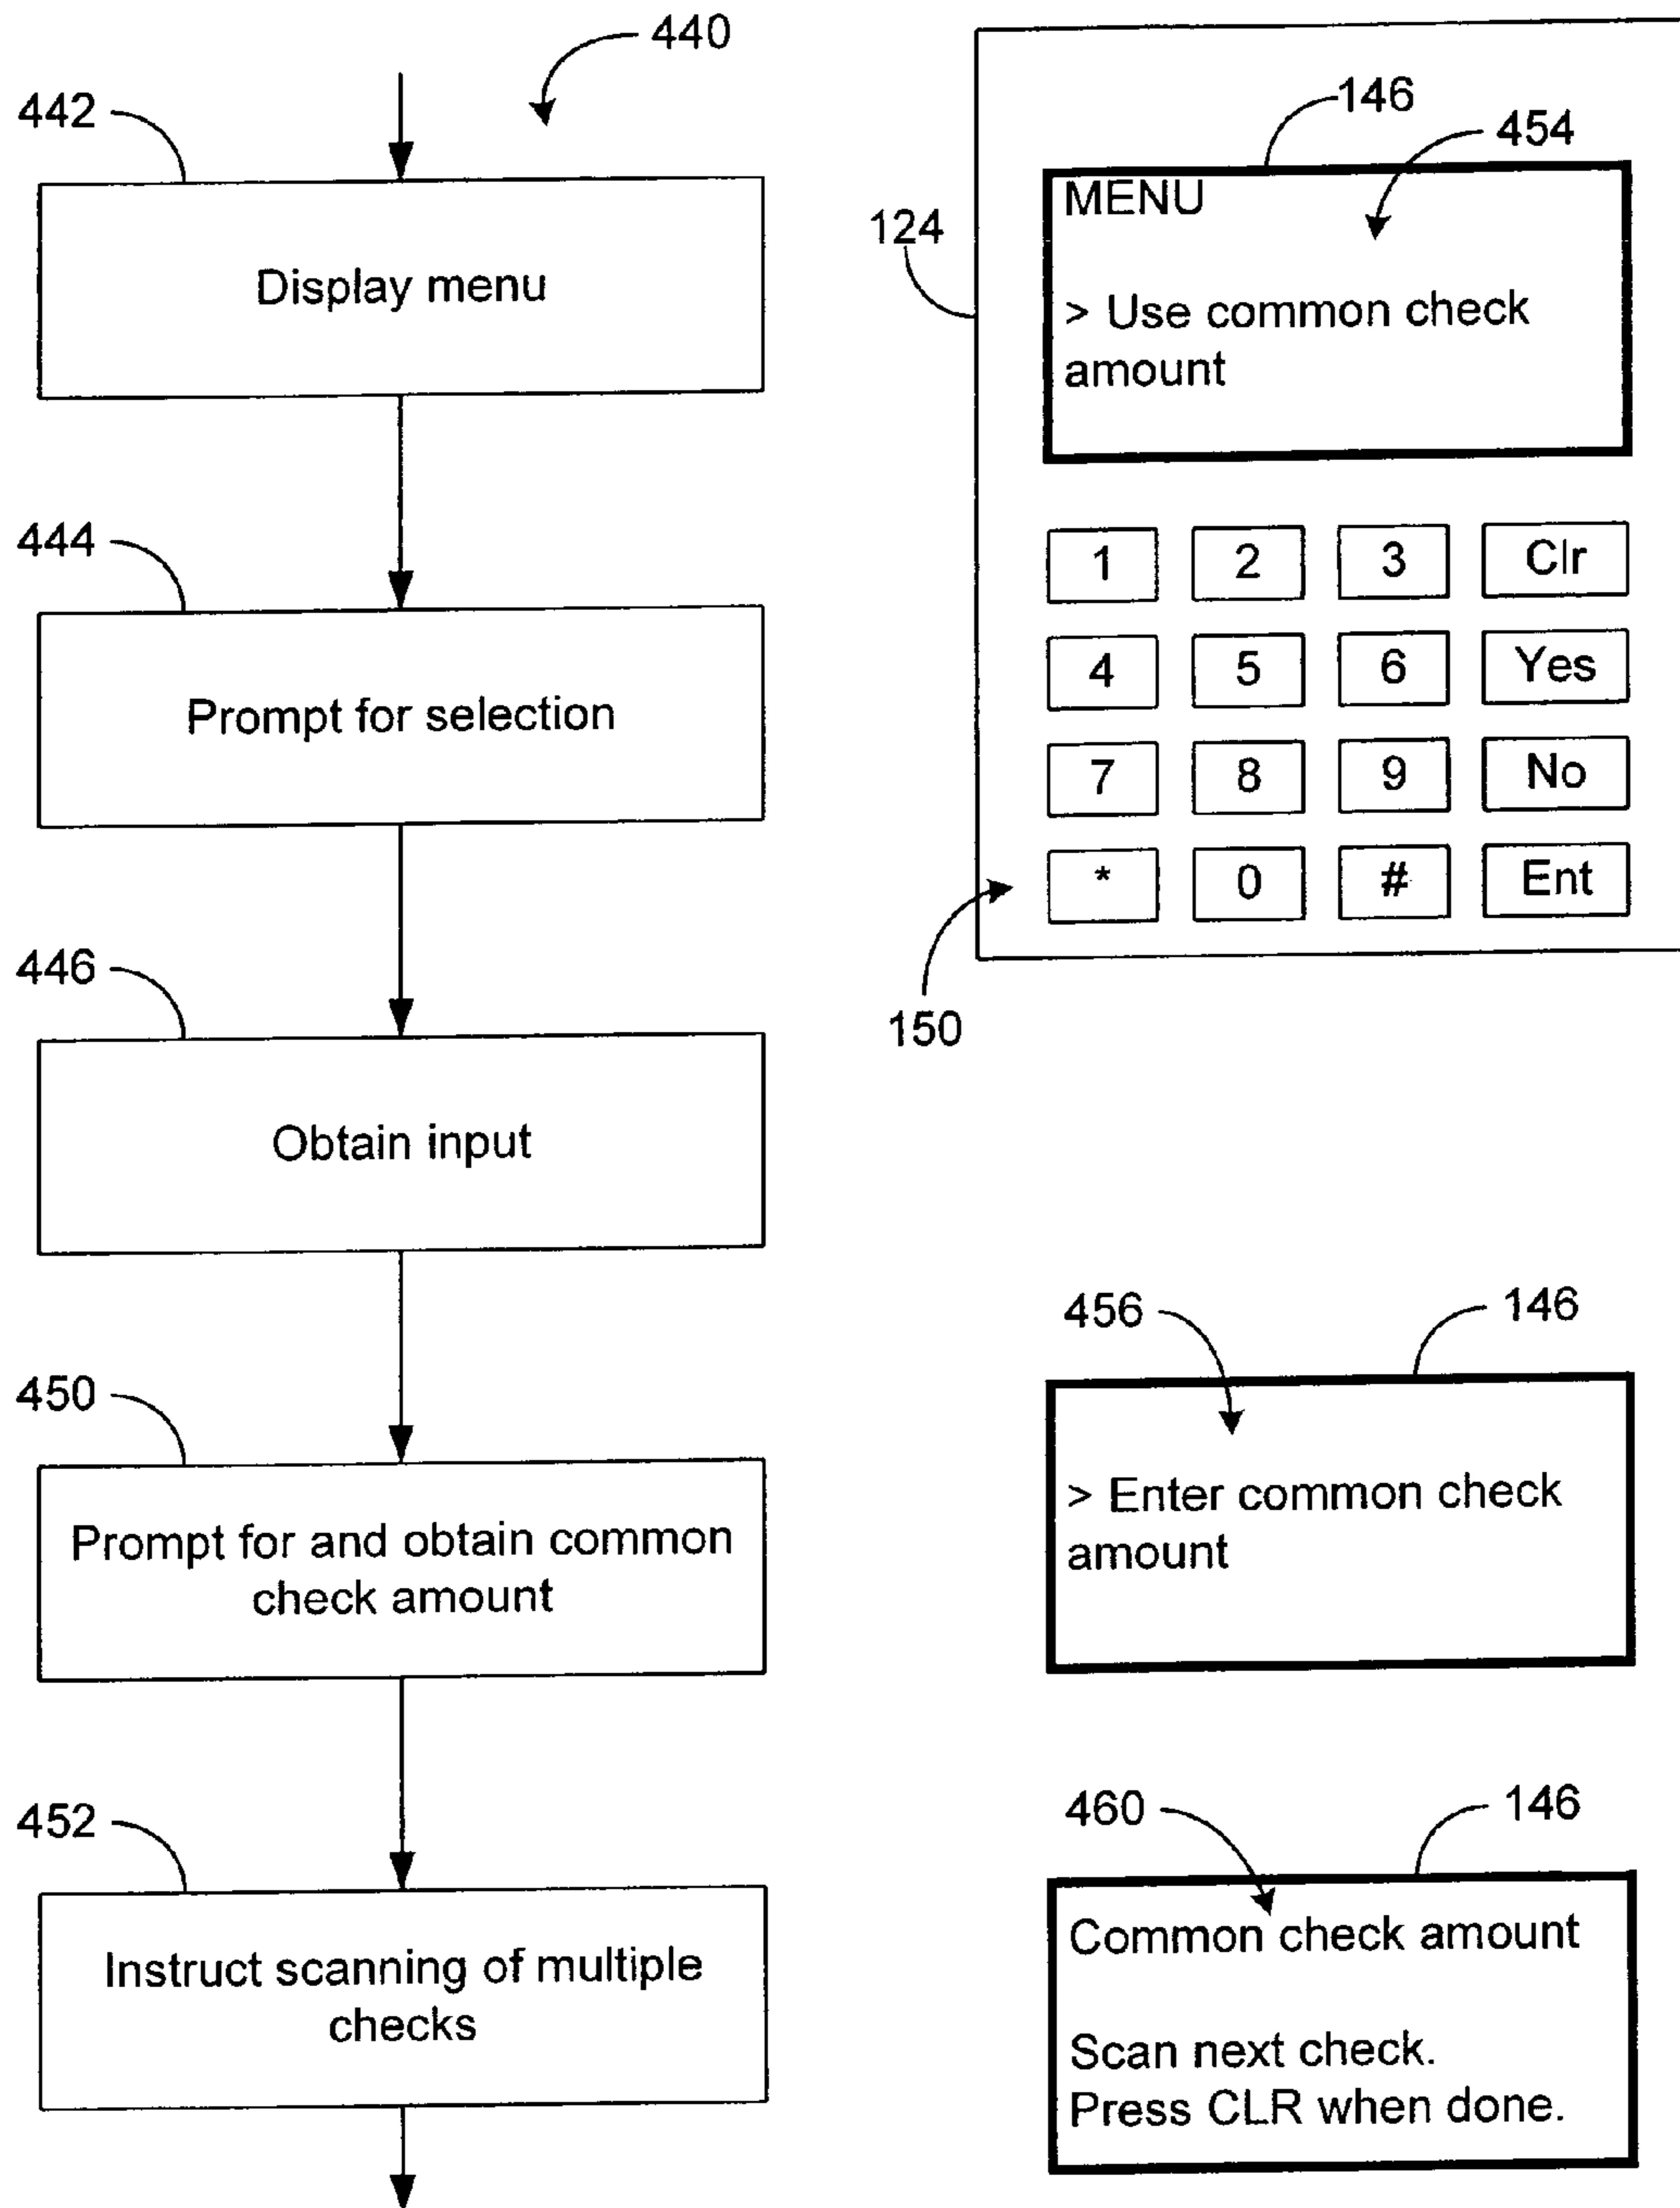 440
442
Display menu
444
Prompt for selection
446
Obtain input
450
Prompt for and obtain common
check amount
452
Instruct scanning of multiple
checks
146
454
124
MENU
> Use common check
amount
1 2 3 Clr
4 5 6 Yes
7 8 9 No
* 0 # Ent
150
456
146
> Enter common check
amount
460
146
Common check amount
Scan next check.
Press CLR when done.